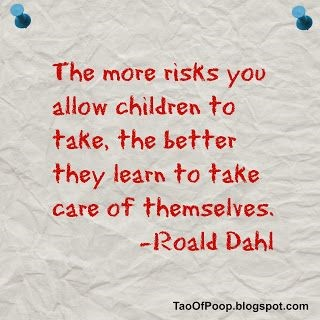 The more risks you
allow children to
take, the better
they learn to take
care of themselves.
-Roald Dahl
TaoOfPoop.blogspot.com